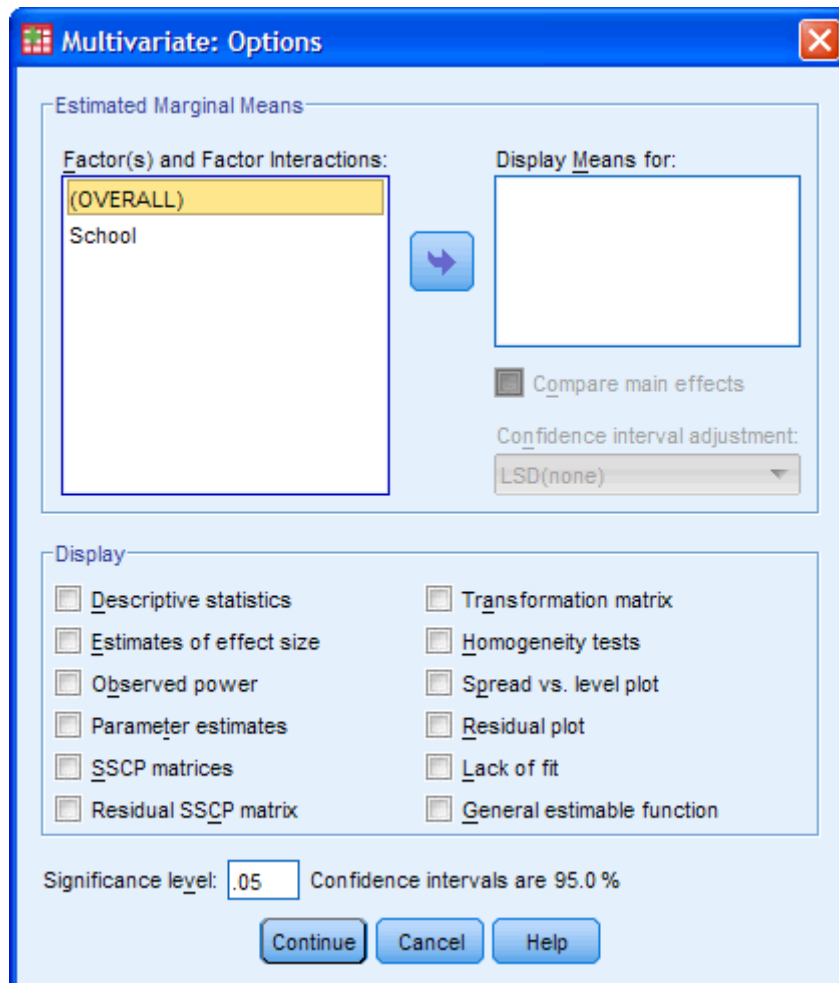 Multivariate: Options
Estimated Marginal Means
Factor(s) and Factor Interactions:
(OVERALL)
School
Display Means for:
Compare main effects
Confidence interval adjustment:
LSD(none)
Display
Descriptive statistics
Estimates of effect size
Observed power
Parameter estimates
SSCP matrices
Residual SSCP matrix
Transformation matrix
Homogeneity tests
Spread vs. level plot
Residual plot
Lack of fit
General estimable function
Significance level: .05 Confidence intervals are 95.0 %
Continue Cancel Help